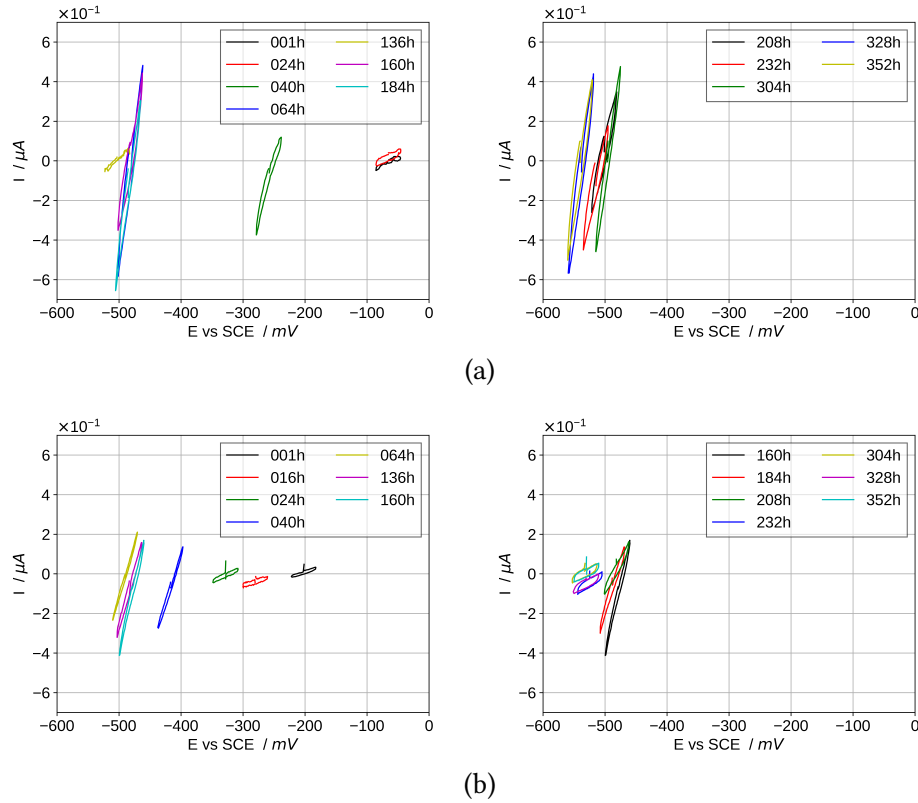 ×10⁻¹
6
4
2
0
−2
−4
−6
I / μA
−600 −500 −400 −300 −200 −100 0
E vs SCE / mV
001h 136h
024h 160h
040h 184h
064h
×10⁻¹
6
4
2
0
−2
−4
−6
I / μA
−600 −500 −400 −300 −200 −100 0
E vs SCE / mV
208h 328h
232h 352h
304h
(a)
×10⁻¹
6
4
2
0
−2
−4
−6
I / μA
−600 −500 −400 −300 −200 −100 0
E vs SCE / mV
001h 064h
016h 136h
024h 160h
040h
×10⁻¹
6
4
2
0
−2
−4
−6
I / μA
−600 −500 −400 −300 −200 −100 0
E vs SCE / mV
160h 304h
184h 328h
208h 352h
232h
(b)